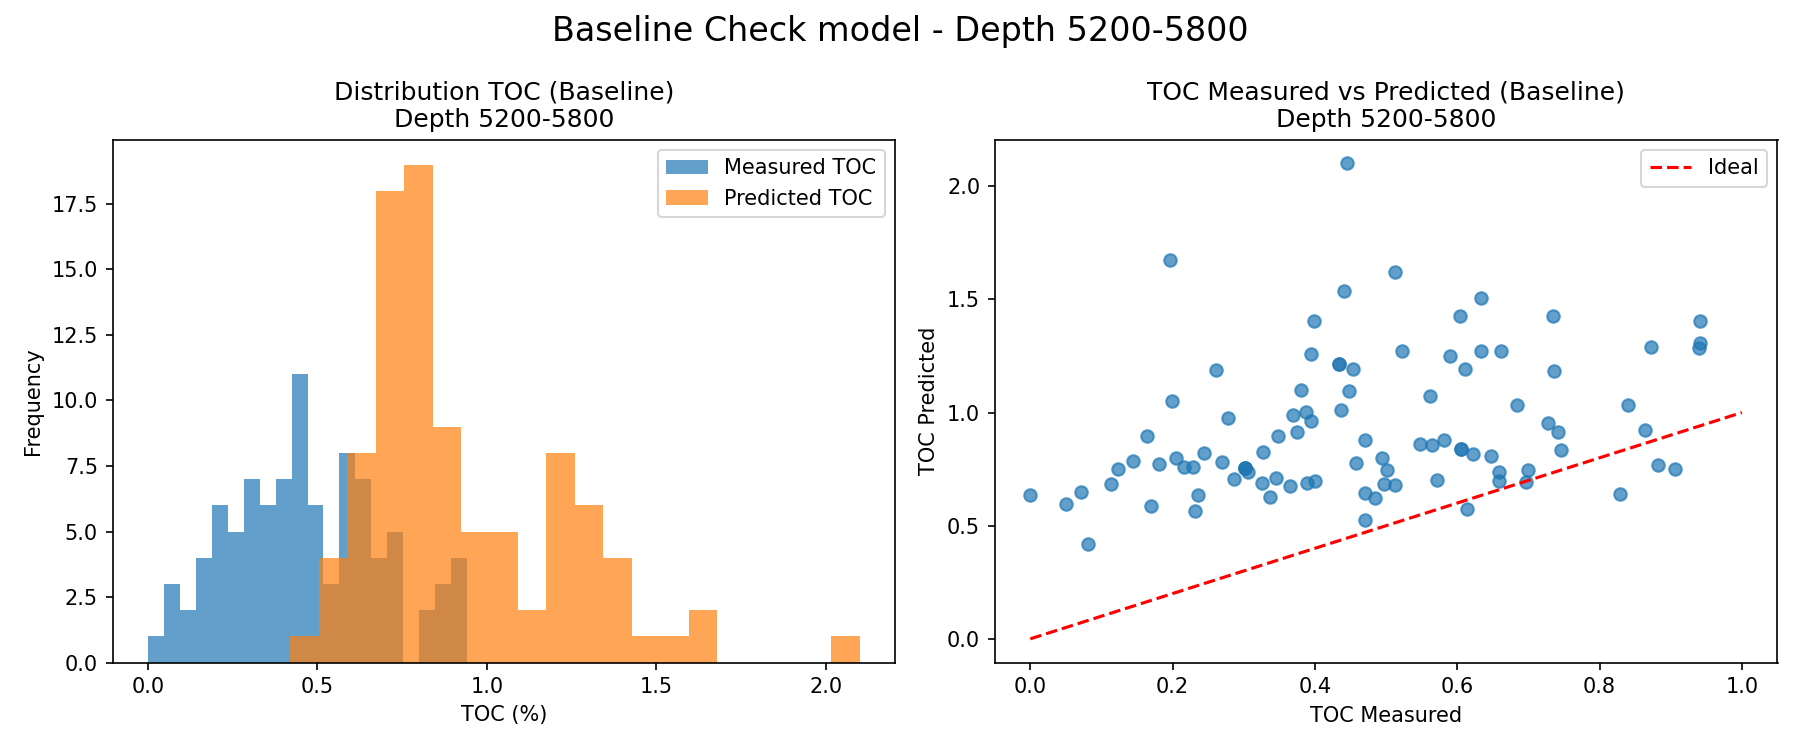 Baseline Check model - Depth 5200-5800
Distribution TOC (Baseline)
Depth 5200-5800
Measured TOC
Predicted TOC
Frequency
17.5
15.0
12.5
10.0
7.5
5.0
2.5
0.0
0.0 0.5 1.0 1.5 2.0
TOC (%)
TOC Measured vs Predicted (Baseline)
Depth 5200-5800
Ideal
TOC Predicted
2.0
1.5
1.0
0.5
0.0
0.0 0.2 0.4 0.6 0.8 1.0
TOC Measured